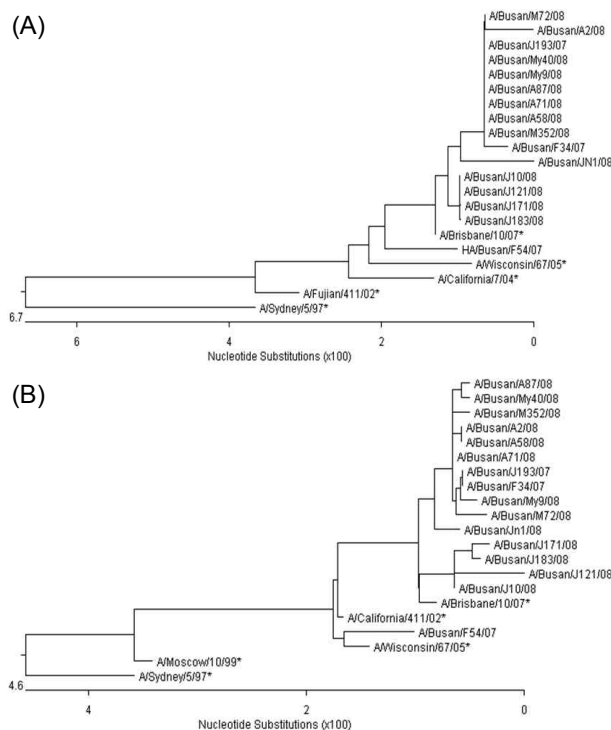 (A)
A/Busan/M72/08
A/Busan/A2/08
A/Busan/J193/07
A/Busan/My40/08
A/Busan/My9/08
A/Busan/A87/08
A/Busan/A71/08
A/Busan/A58/08
A/Busan/M352/08
A/Busan/F34/07
A/Busan/JN1/08
A/Busan/J10/08
A/Busan/J121/08
A/Busan/J171/08
A/Busan/J183/08
A/Brisbane/10/07*
HA/Busan/F54/07
A/Wisconsin/67/05*
A/California/7/04*
A/Fujian/411/02*
A/Sydney/5/97*
6.7
6 4 2 0
Nucleotide Substitutions (x100)
(B)
A/Busan/A87/08
A/Busan/My40/08
A/Busan/M352/08
A/Busan/A2/08
A/Busan/A58/08
A/Busan/A71/08
A/Busan/J193/07
A/Busan/F34/07
A/Busan/My9/08
A/Busan/M72/08
A/Busan/Jn1/08
A/Busan/J171/08
A/Busan/J183/08
A/Busan/J121/08
A/Busan/J10/08
A/Brisbane/10/07*
A/California/411/02*
A/Busan/F54/07
A/Wisconsin/67/05*
A/Moscow/10/99*
A/Sydney/5/97*
4.6
4 2 0
Nucleotide Substitutions (x100)